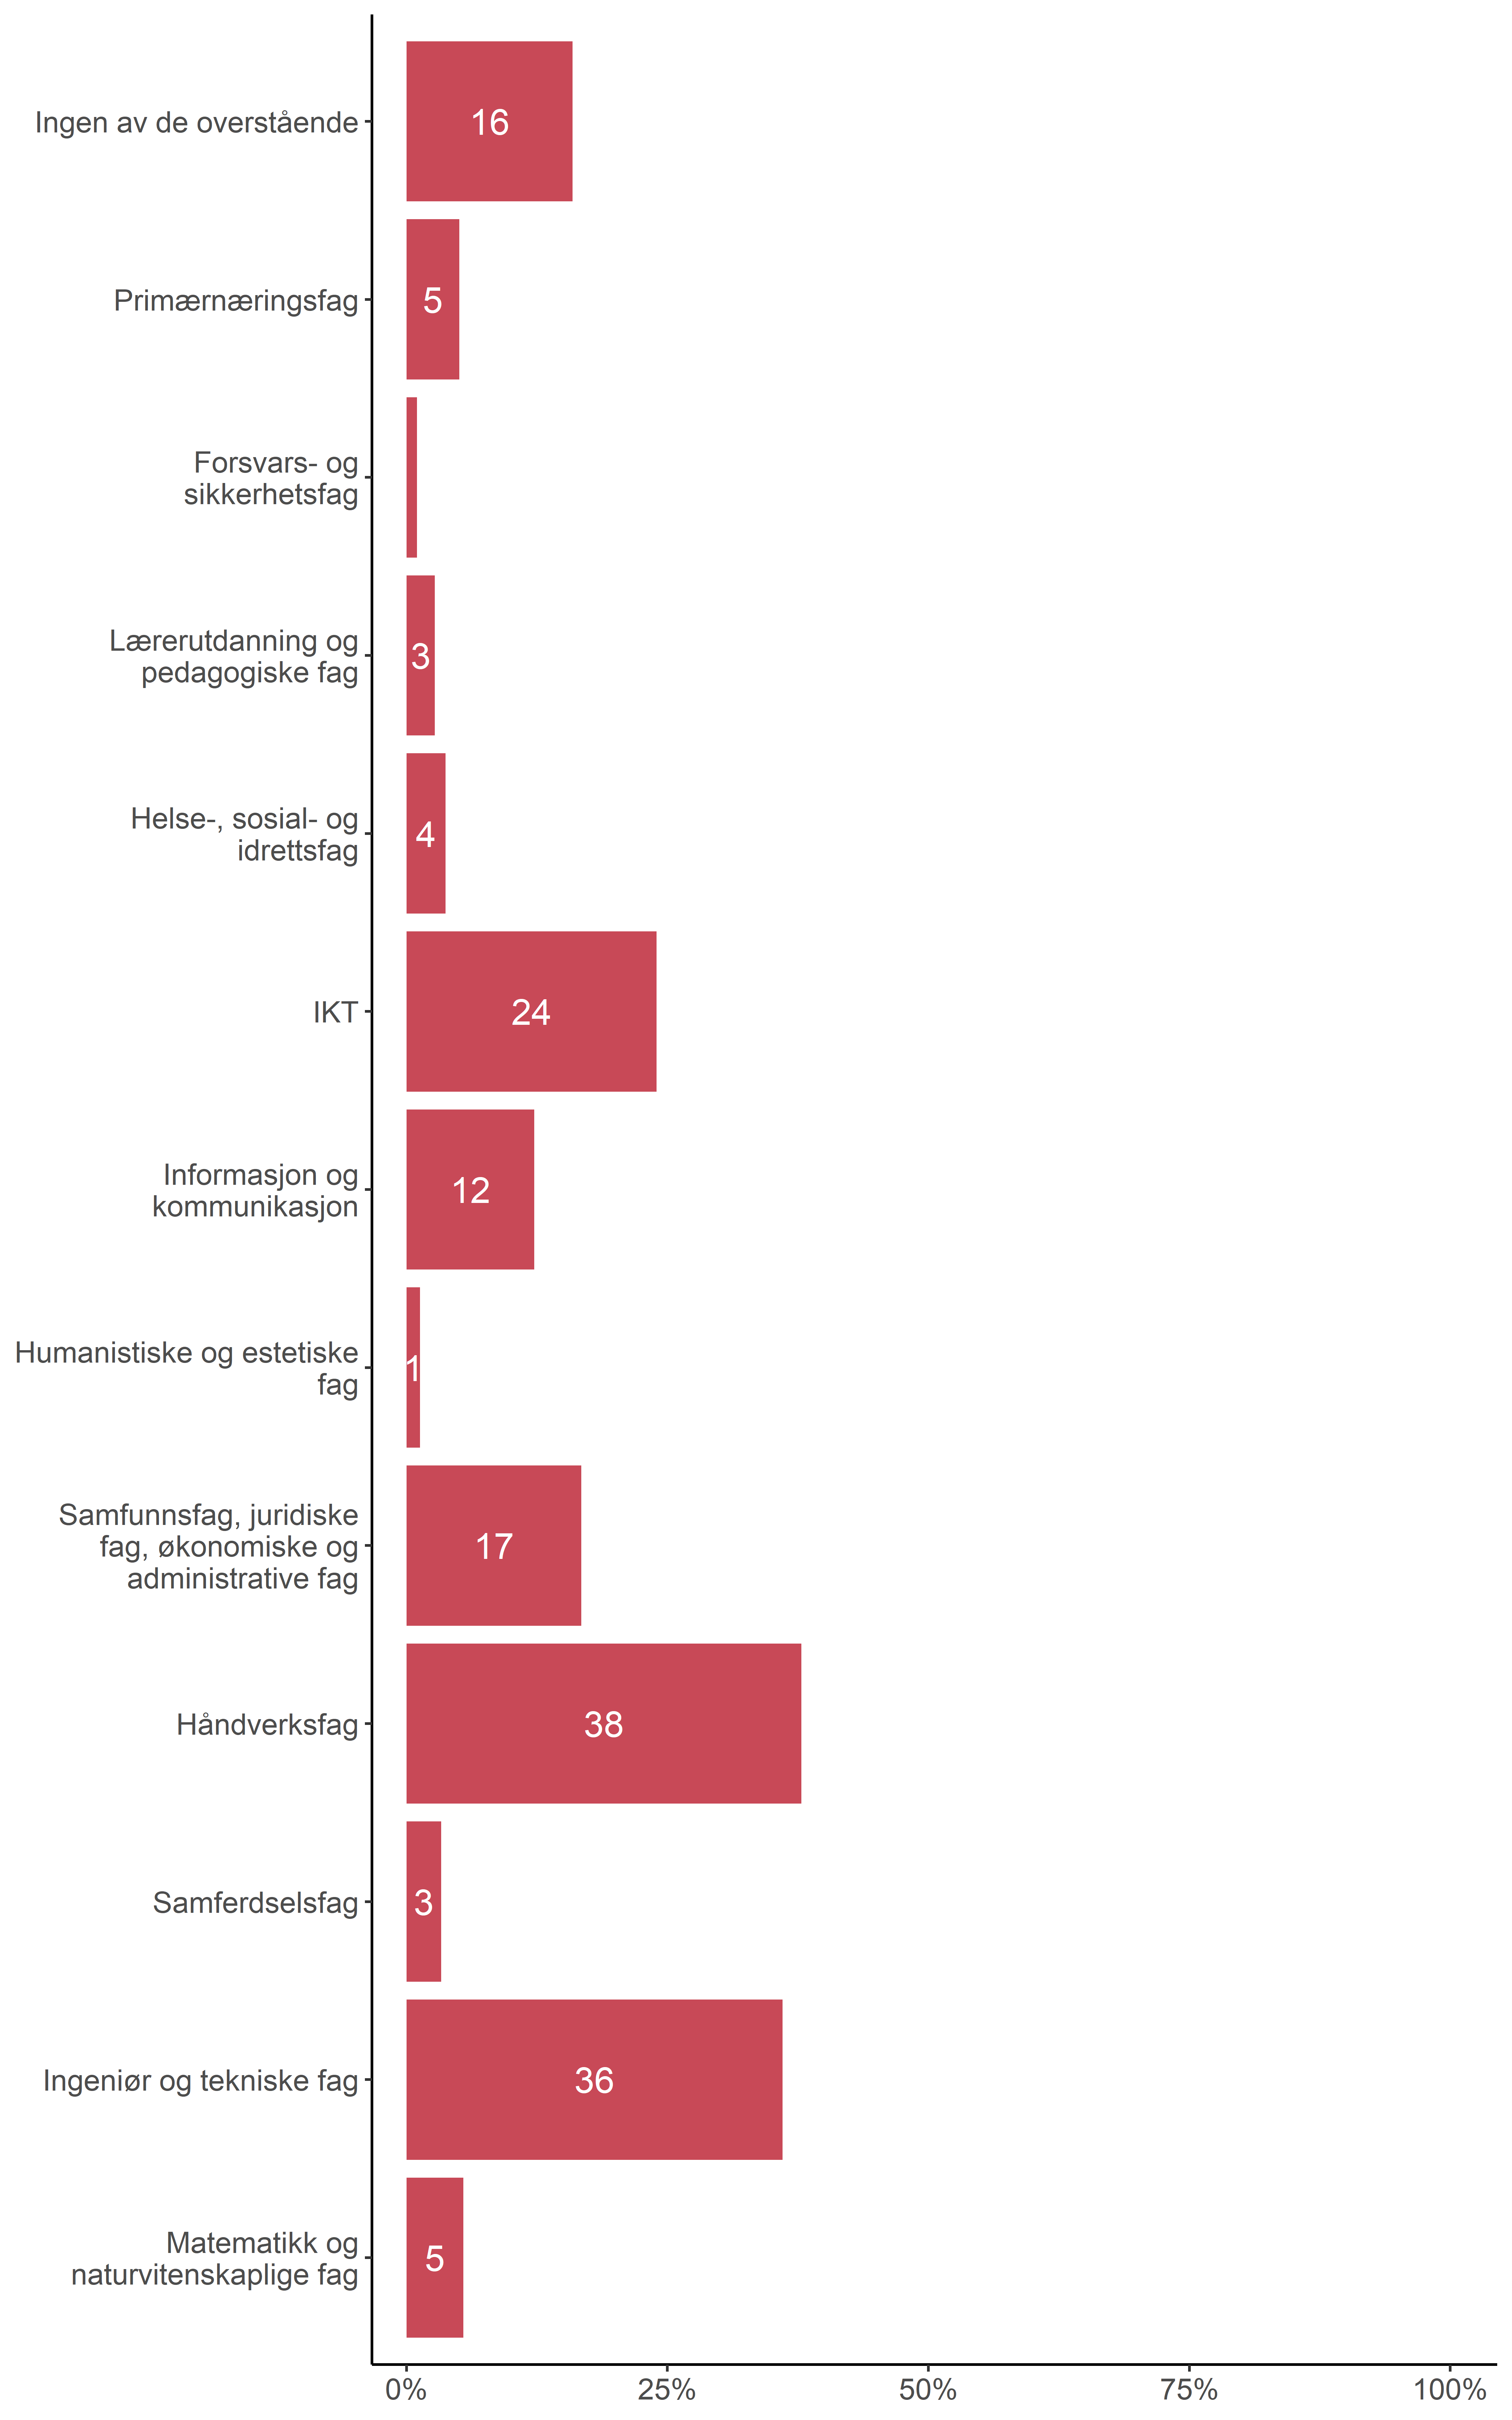 Ingen av de overstående
16
Primærnæringsfag
5
Forsvars- og
sikkerhetsfag
Lærerutdanning og
pedagogiske fag
3
Helse-, sosial- og
idrettsfag
4
IKT
24
Informasjon og
kommunikasjon
12
Humanistiske og estetiske
fag
1
Samfunnsfag, juridiske
fag, økonomiske og
administrative fag
17
Håndverksfag
38
Samferdselsfag
3
Ingeniør og tekniske fag
36
Matematikk og
naturvitenskaplige fag
5
0% 25% 50% 75% 100%